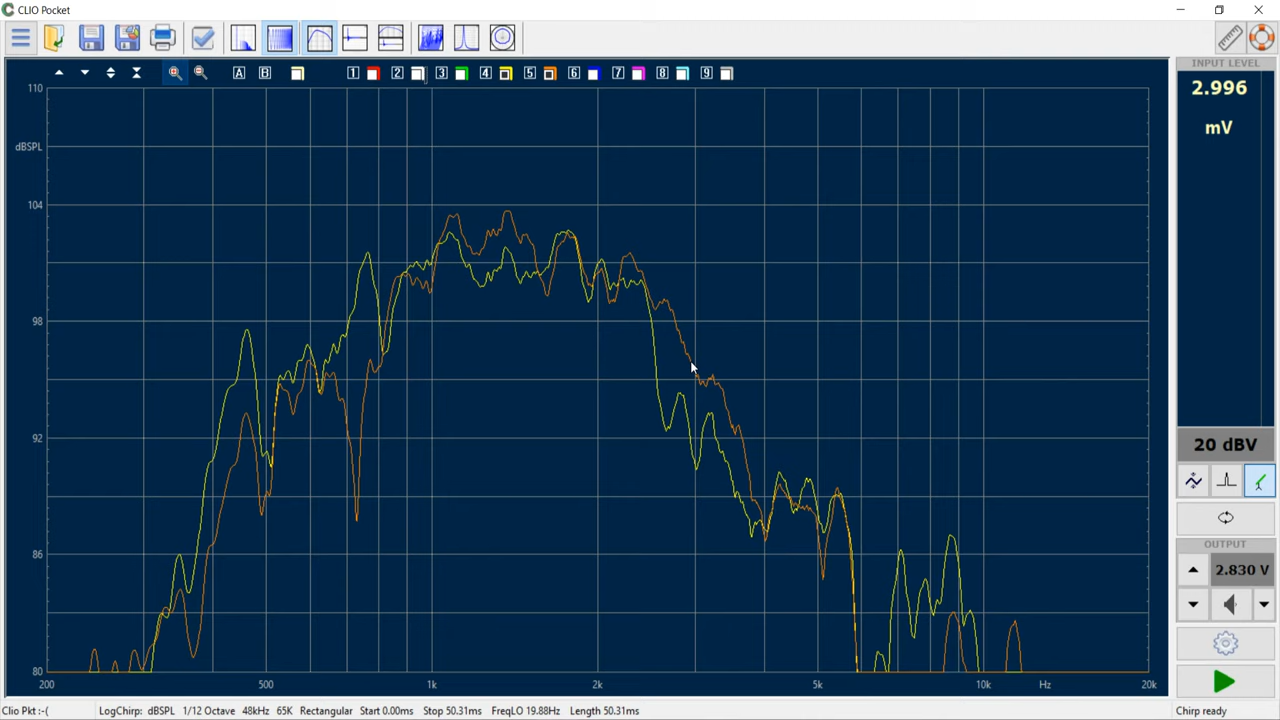 CLIO Pocket
INPUT LEVEL
2.996
mV
A B 1 2 3 4 5 6 7 8 9
110
dBSPL
104
98
92
86
80
200 500 1k 2k 5k 10k Hz 20k
20 dBV
OUTPUT
2.830 V
Clio Pkt :-( LogChirp: dBSPL 1/12 Octave 48kHz 65K Rectangular Start 0.00ms Stop 50.31ms FreqLO 19.88Hz Length 50.31ms Chirp ready